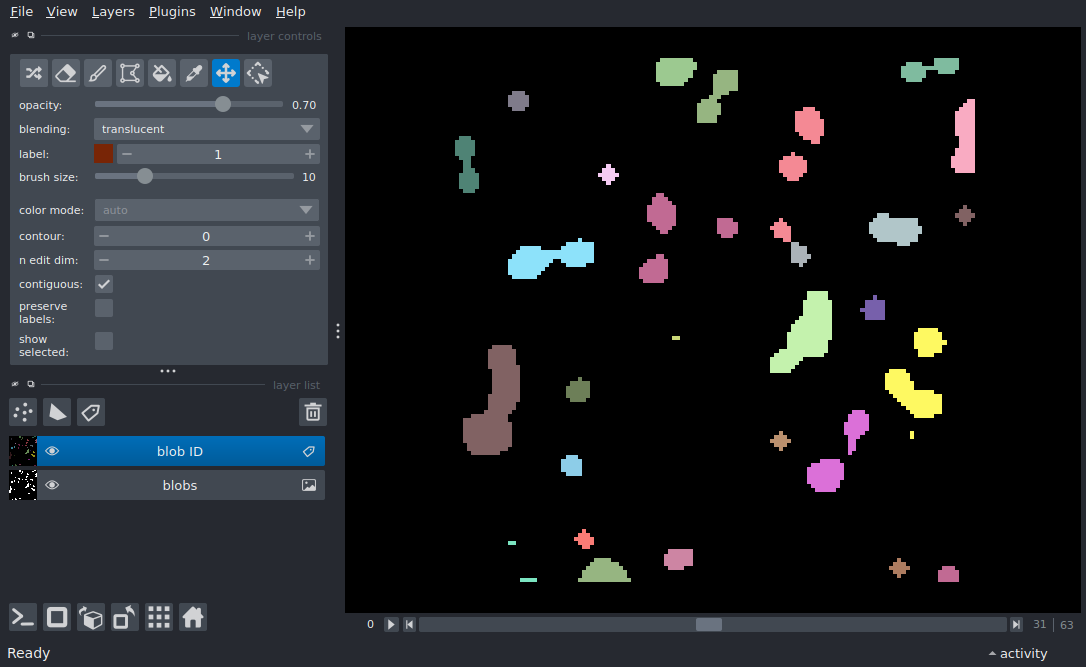 File View Layers Plugins Window Help
layer controls
opacity: 0.70
blending: translucent
label: 1
brush size: 10
color mode: auto
contour: 0
n edit dim: 2
contiguous:
preserve
labels:
show
selected:
layer list
blob ID
blobs
0 31 63
Ready activity